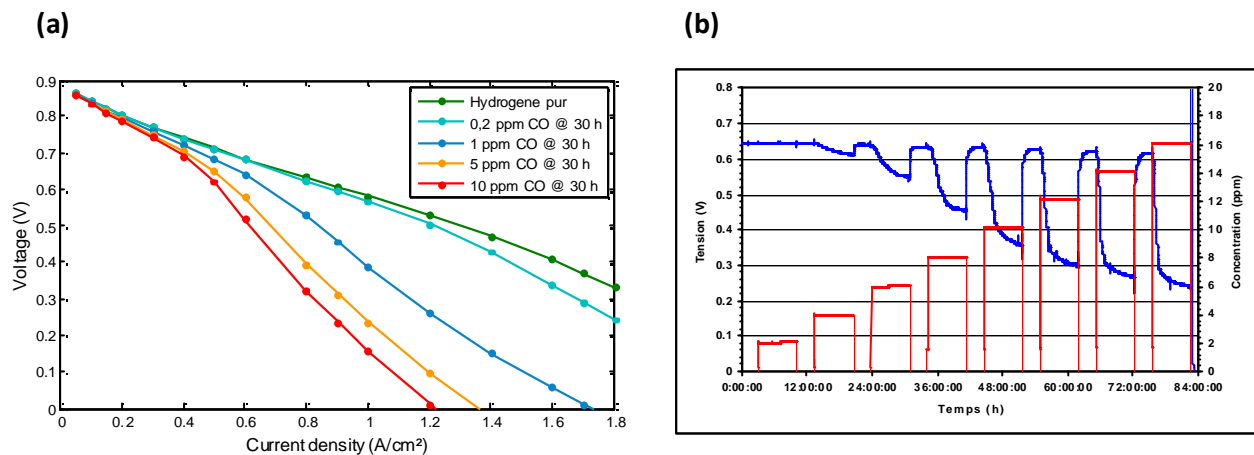 (a)
(b)
0.9
0.8
0.7
0.6
0.5
0.4
0.3
0.2
0.1
0
Voltage (V)
Hydrogene pur
0,2 ppm CO @ 30 h
1 ppm CO @ 30 h
5 ppm CO @ 30 h
10 ppm CO @ 30 h
0 0.2 0.4 0.6 0.8 1 1.2 1.4 1.6 1.8
Current density (A/cm²)
0.8
0.7
0.6
0.5
0.4
0.3
0.2
0.1
0
Tension (V)
20
18
16
14
12
10
8
6
4
2
0
Concentration (ppm)
0:00:00 12:00:00 24:00:00 36:00:00 48:00:00 60:00:00 72:00:00 84:00:00
Temps (h)